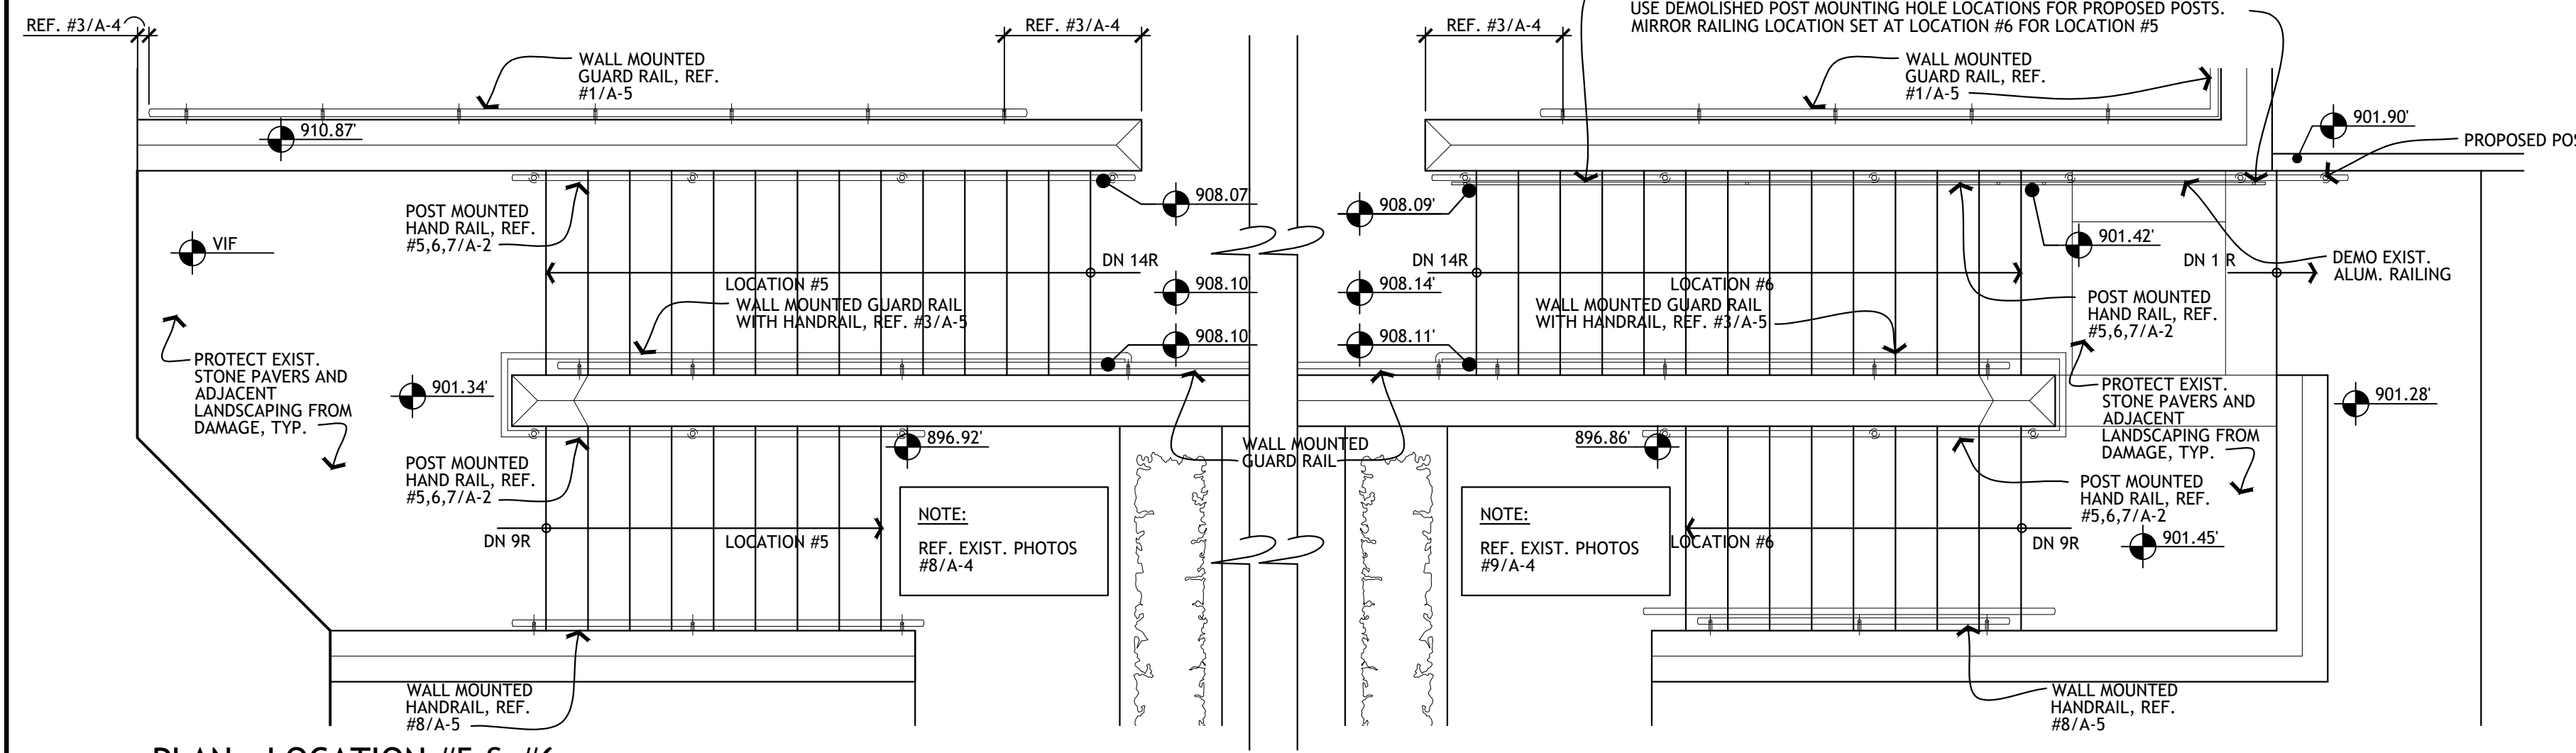 USE DEMOLISHED POST MOUNTING HOLE LOCATIONS FOR PROPOSED POSTS.
MIRROR RAILING LOCATION SET AT LOCATION #6 FOR LOCATION #5
REF. #3/A-4
REF. #3/A-4
REF. #3/A-4
WALL MOUNTED
GUARD RAIL, REF.
#1/A-5
WALL MOUNTED
GUARD RAIL, REF.
#1/A-5
910.87'
901.90'
PROPOSED POS
POST MOUNTED
HAND RAIL, REF.
#5,6,7/A-2
908.07
908.09'
VIF
901.42'
DN 14R
DN 14R
DN 1 R
DEMO EXIST.
ALUM. RAILING
LOCATION #5
908.10
908.14'
LOCATION #6
WALL MOUNTED GUARD RAIL
WITH HANDRAIL, REF. #3/A-5
WALL MOUNTED GUARD RAIL
WITH HANDRAIL, REF. #3/A-5
POST MOUNTED
HAND RAIL, REF.
#5,6,7/A-2
908.10
908.11'
PROTECT EXIST.
STONE PAVERS AND
ADJACENT
LANDSCAPING FROM
DAMAGE, TYP.
901.34'
PROTECT EXIST.
STONE PAVERS AND
ADJACENT
LANDSCAPING FROM
DAMAGE, TYP.
901.28'
896.92'
WALL MOUNTED
GUARD RAIL
896.86'
POST MOUNTED
HAND RAIL, REF.
#5,6,7/A-2
POST MOUNTED
HAND RAIL, REF.
#5,6,7/A-2
NOTE:
REF. EXIST. PHOTOS
#8/A-4
NOTE:
REF. EXIST. PHOTOS
#9/A-4
DN 9R
LOCATION #5
LOCATION #6
DN 9R
901.45'
WALL MOUNTED
HANDRAIL, REF.
#8/A-5
WALL MOUNTED
HANDRAIL, REF.
#8/A-5
PLAN - LOCATION #5 & #6